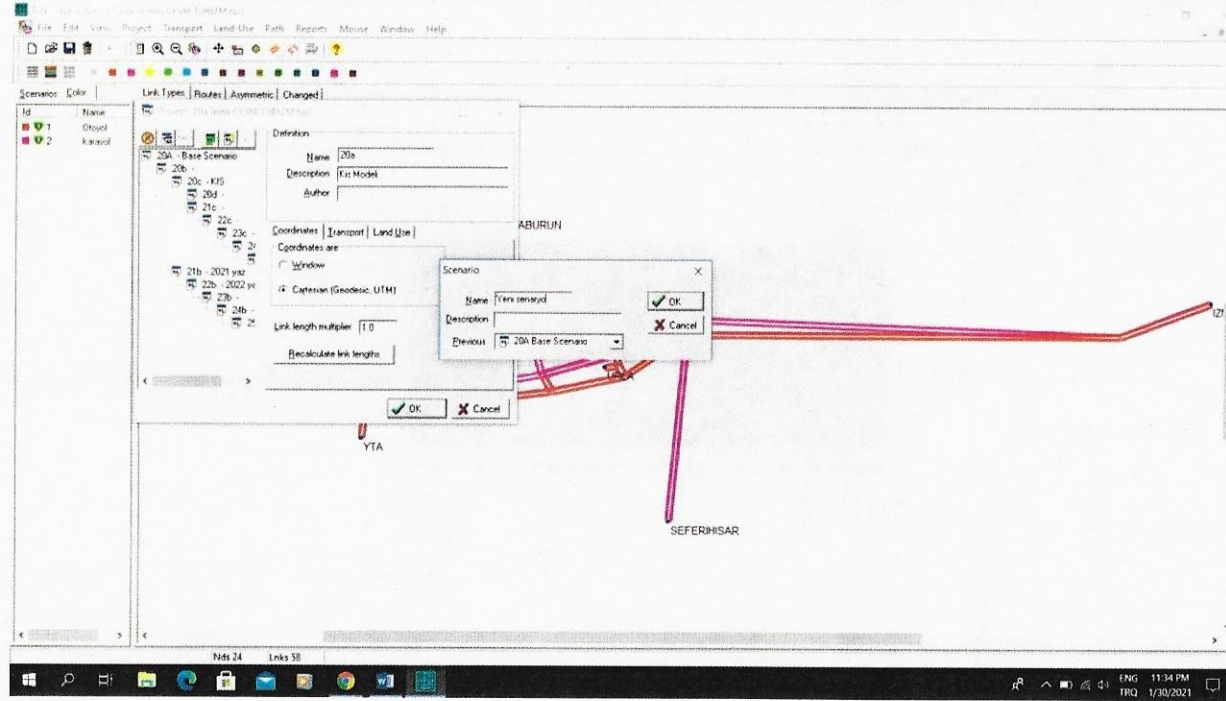 File Edit View Project Transport Land Use Path Reports Mouse Window Help
Scenarios Color
Link Types Routes Asymmetric Changed
Id Name
1 Otoyol
2 karayol
20A - Base Scenario
20b -
20c - KIS
20d -
21c -
22c -
23c -
21b - 2021 yaz
22b - 2022
23b -
24b -
Definition
Name 20a
Description Kis Modeli
Author
Coordinates Transport Land Use
Coordinates are
Window
Cartesian (Geodesic, UTM)
Link length multiplier 1.0
Recalculate link lengths
OK Cancel
ABURUN
Scenario
Name Yeni senaryo
Description
Previous 20A Base Scenario
OK
Cancel
YTA
SEFERIHISAR
Nds 24 Lnks 58
ENG 11:34 PM
TRQ 1/30/2021